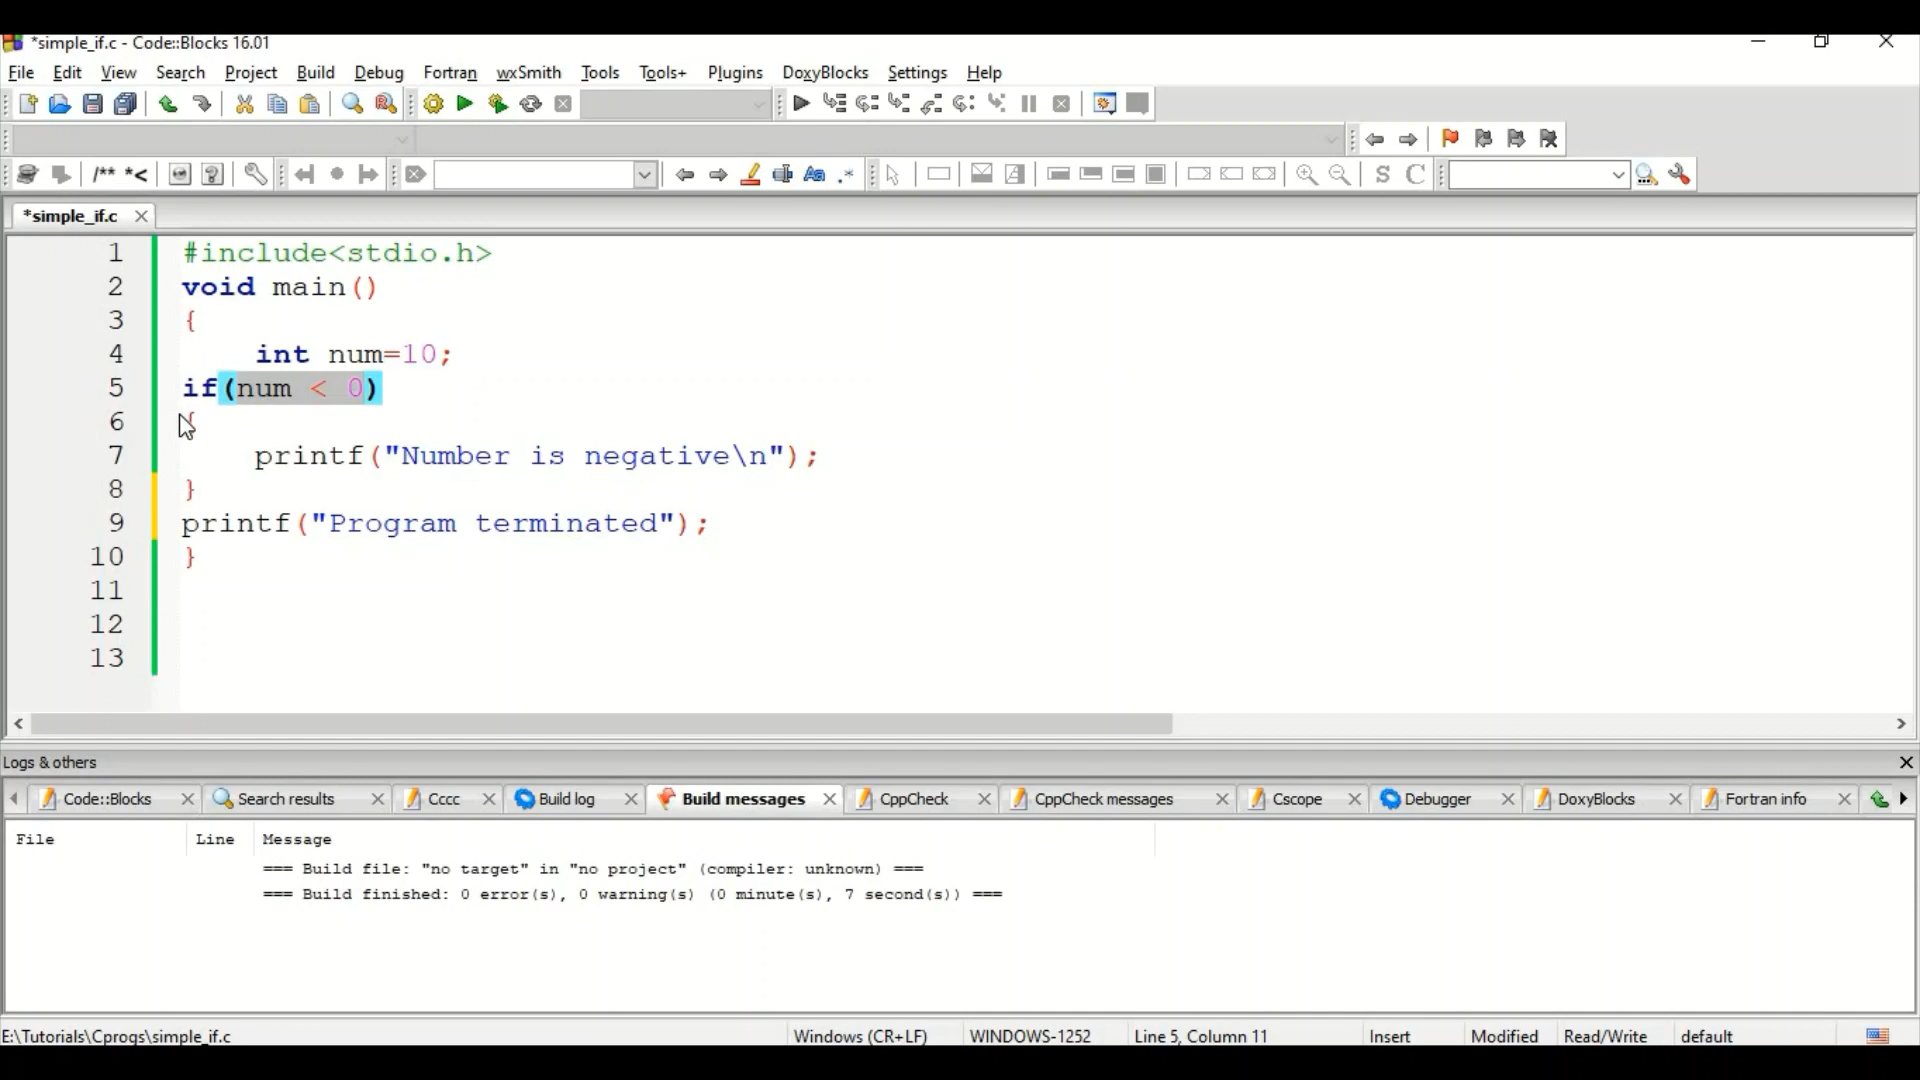 *simple_if.c - Code::Blocks 16.01
File Edit View Search Project Build Debug Fortran wxSmith Tools Tools+ Plugins DoxyBlocks Settings Help
/** *<
Aa .* S C
*simple_if.c
1 #include<stdio.h>
2 void main()
3 {
4 int num=10;
5 if(num < 0)
6 {
7 printf("Number is negative\n");
8 }
9 printf("Program terminated");
10 }
11
12
13
Logs & others
Code::Blocks Search results Cccc Build log Build messages CppCheck CppCheck messages Cscope Debugger DoxyBlocks Fortran info
File Line Message
=== Build file: "no target" in "no project" (compiler: unknown) ===
=== Build finished: 0 error(s), 0 warning(s) (0 minute(s), 7 second(s)) ===
E:\Tutorials\Cprogs\simple_if.c Windows (CR+LF) WINDOWS-1252 Line 5, Column 11 Insert Modified Read/Write default